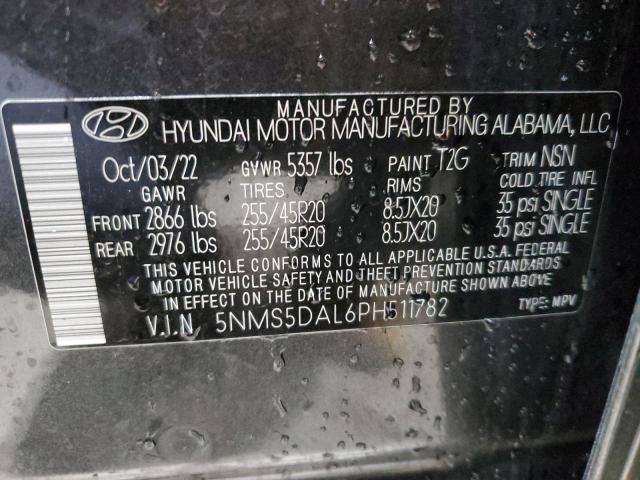 MANUFACTURED BY
HYUNDAI MOTOR MANUFACTURING ALABAMA, LLC
Oct/03/22 GVWR 5357 lbs PAINT T2G TRIM NSN
GAWR TIRES RIMS COLD TIRE INFL
FRONT 2866 lbs 255/45R20 8.5JX20 35 psi SINGLE
REAR 2976 lbs 255/45R20 8.5JX20 35 psi SINGLE
THIS VEHICLE CONFORMS TO ALL APPLICABLE U.S.A. FEDERAL
MOTOR VEHICLE SAFETY AND THEFT PREVENTION STANDARDS
IN EFFECT ON THE DATE OF MANUFACTURE SHOWN ABOVE.
V.I.N. 5NMS5DAL6PH511782 TYPE: MPV